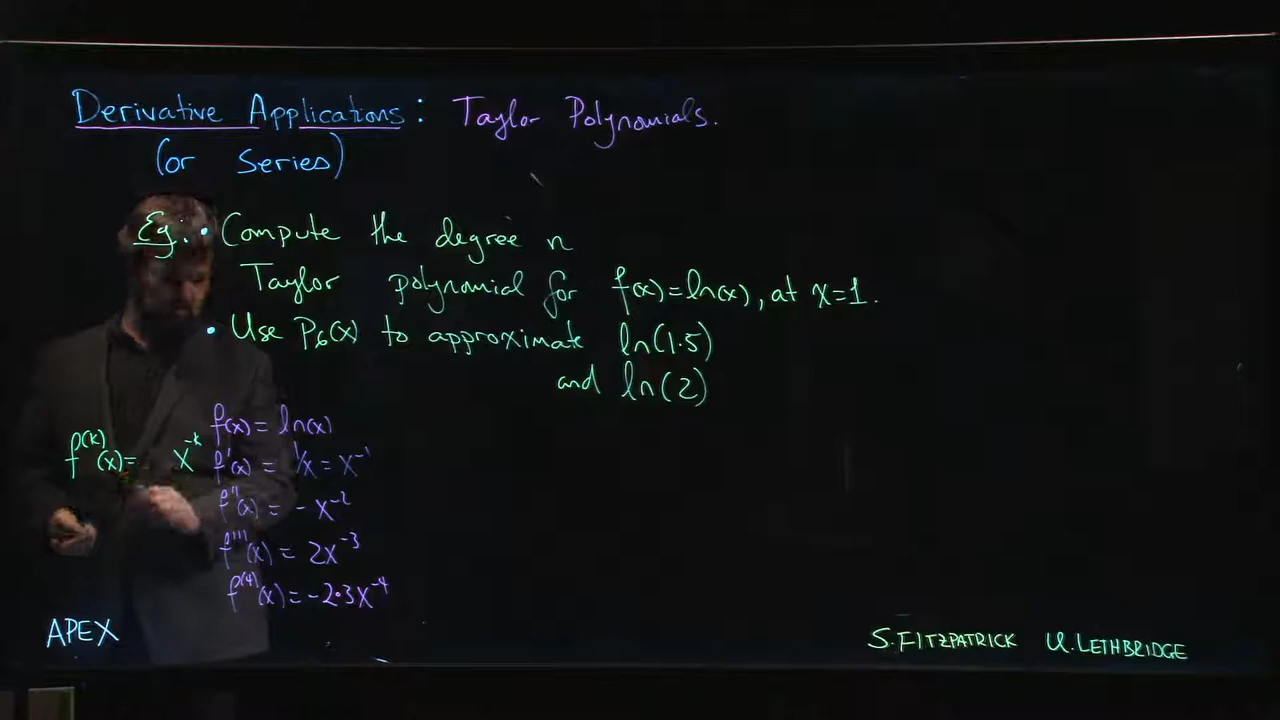 Derivative Applications: Taylor Polynomials.
(or Series)
Eg: • Compute the degree n
Taylor polynomial for f(x)=ln(x), at x=1.
• Use P₆(x) to approximate ln(1.5)
and ln(2)
f(x) = ln(x)
f⁽ᵏ⁾(x)= x⁻ᵏ
f'(x) = 1/x = x⁻¹
f''(x) = -x⁻²
f'''(x) = 2x⁻³
f⁽⁴⁾(x) = -2·3x⁻⁴
APEX
S. FITZPATRICK U. LETHBRIDGE